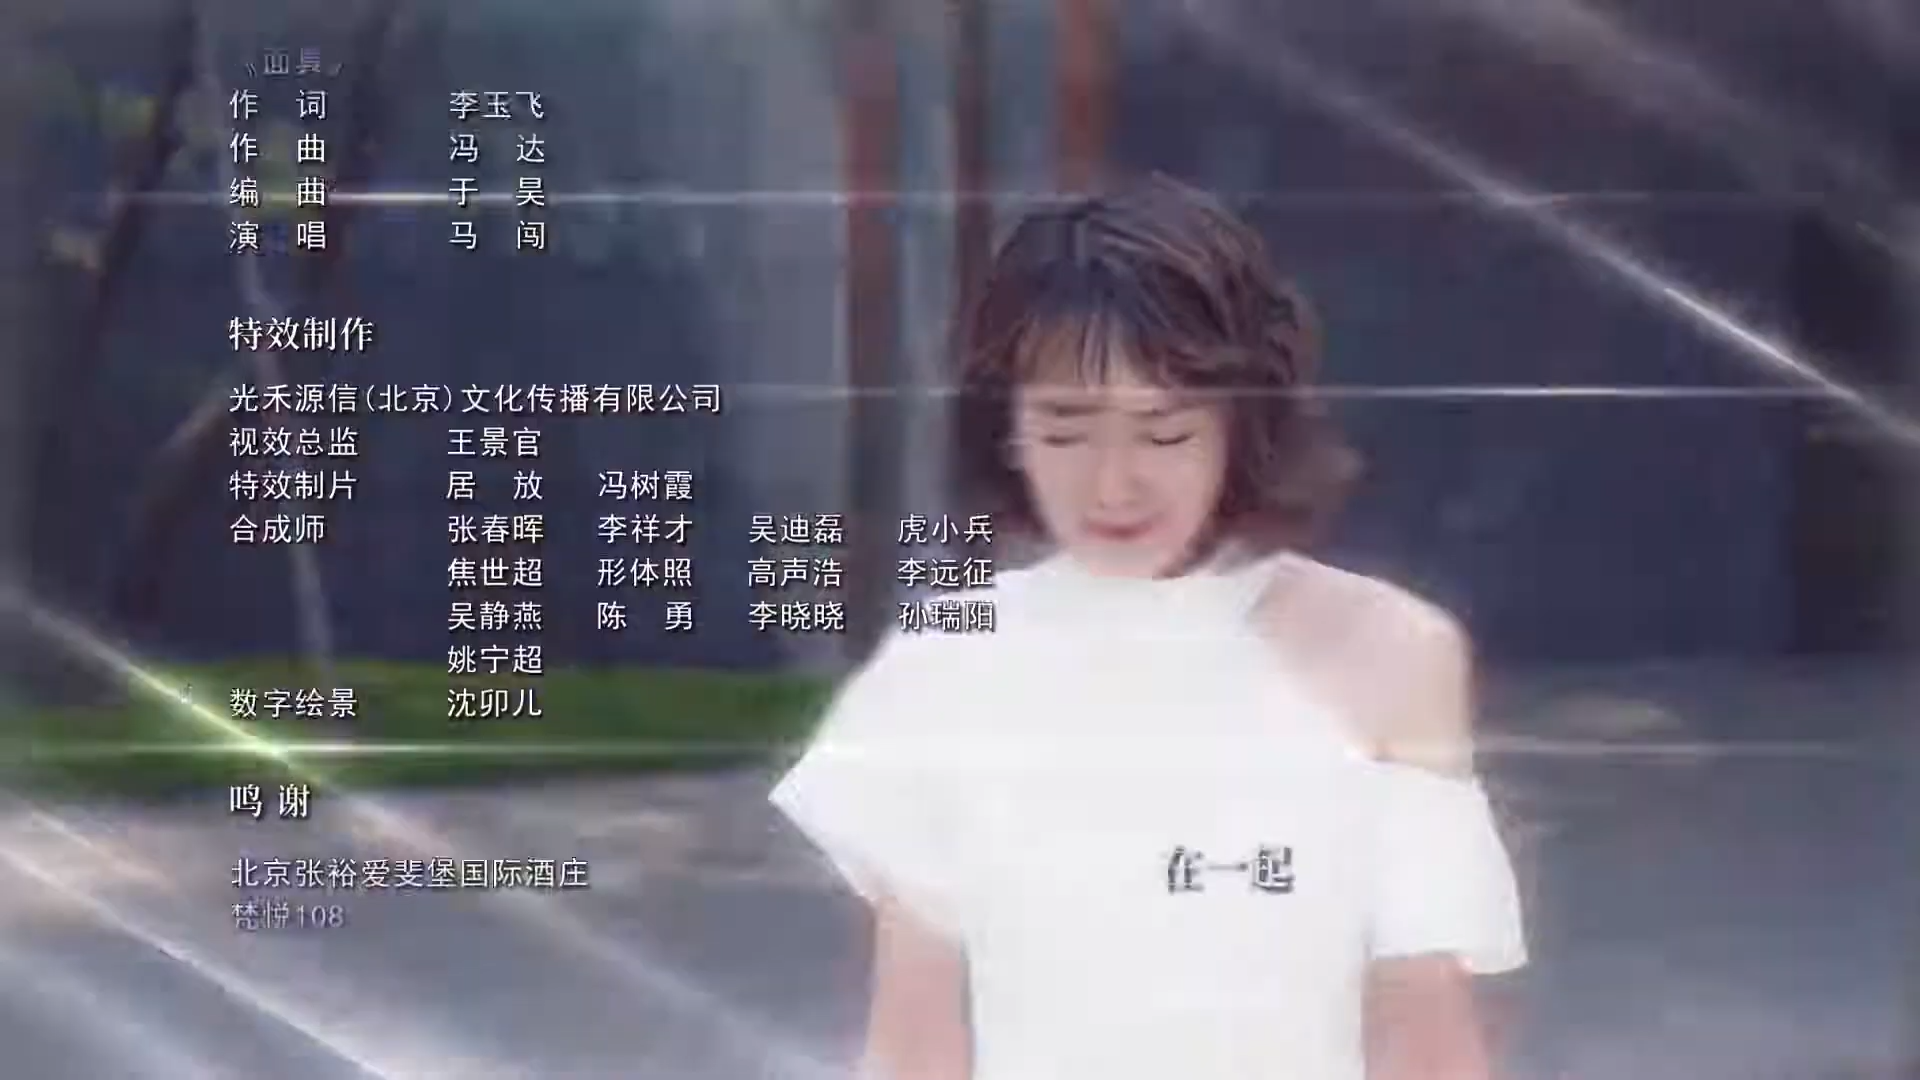 《面具》
作 词 李玉飞
作 曲 冯 达
编 曲 于 昊
演 唱 马 闯
特效制作
光禾源信(北京)文化传播有限公司
视效总监 王景官
特效制片 居 放 冯树霞
合成师 张春晖 李祥才 吴迪磊 虎小兵
焦世超 形体照 高声浩 李远征
吴静燕 陈 勇 李晓晓 孙瑞阳
姚宁超
数字绘景 沈卯儿
鸣 谢
北京张裕爱斐堡国际酒庄
梵悦108
在一起